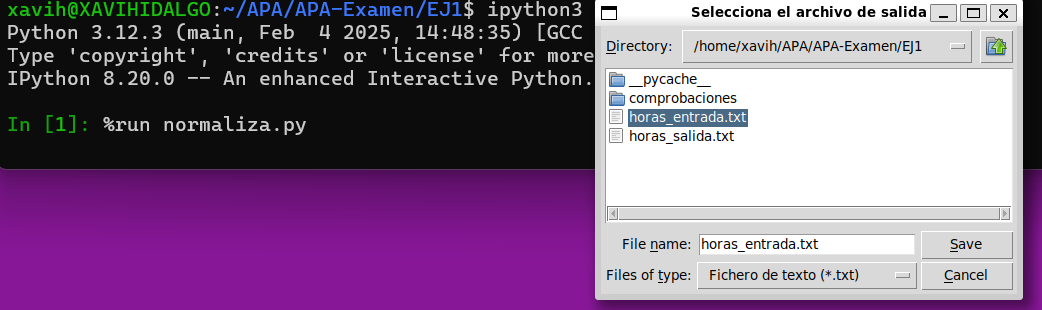 xavih@XAVIHIDALGO:~/APA/APA-Examen/EJ1$ ipython3
Python 3.12.3 (main, Feb  4 2025, 14:48:35) [GCC
Type 'copyright', 'credits' or 'license' for more
IPython 8.20.0 -- An enhanced Interactive Python.
In [1]: %run normaliza.py
Selecciona el archivo de salida
Directory: /home/xavih/APA/APA-Examen/EJ1
__pycache__
comprobaciones
horas_entrada.txt
horas_salida.txt
File name: horas_entrada.txt Save
Files of type: Fichero de texto (*.txt) Cancel